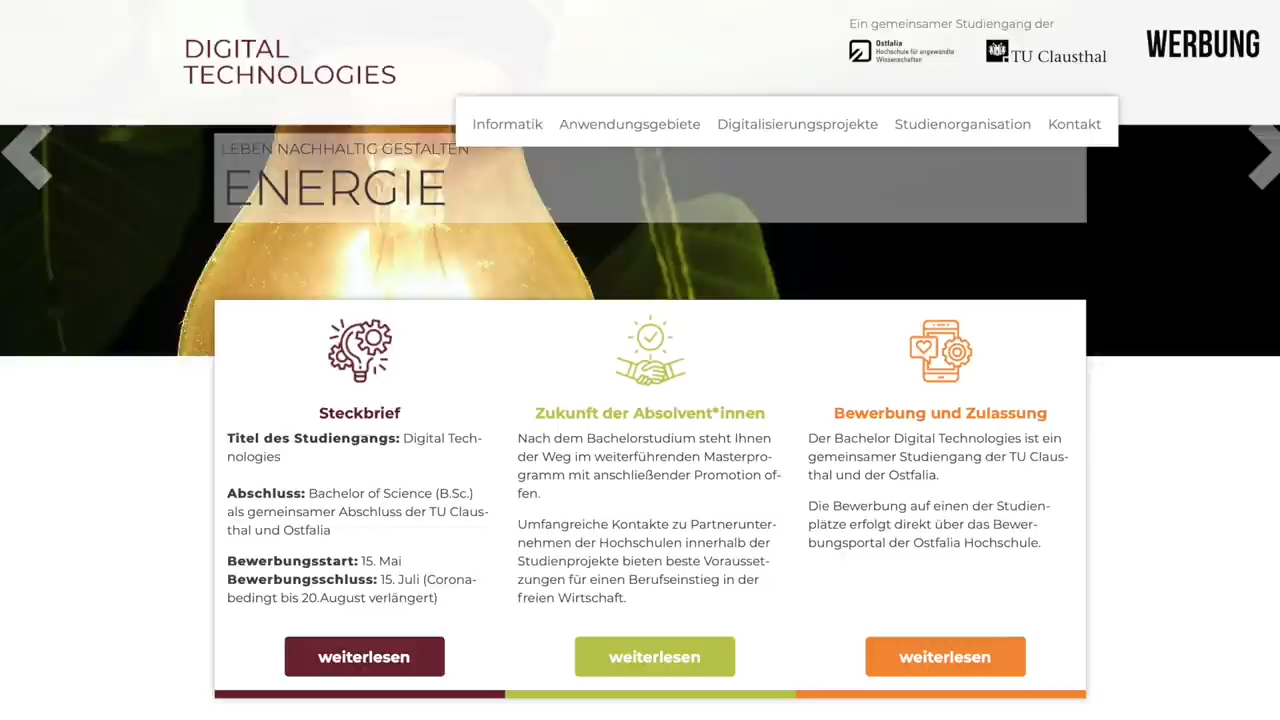 Ein gemeinsamer Studiengang der
DIGITAL
TECHNOLOGIES
Ostfalia
Hochschule für angewandte
Wissenschaften
TU Clausthal
WERBUNG
Informatik Anwendungsgebiete Digitalisierungsprojekte Studienorganisation Kontakt
LEBEN NACHHALTIG GESTALTEN
ENERGIE
Steckbrief
Titel des Studiengangs: Digital Tech-
nologies
Abschluss: Bachelor of Science (B.Sc.)
als gemeinsamer Abschluss der TU Claus-
thal und Ostfalia
Bewerbungsstart: 15. Mai
Bewerbungsschluss: 15. Juli (Corona-
bedingt bis 20.August verlängert)
weiterlesen
Zukunft der Absolvent*innen
Nach dem Bachelorstudium steht Ihnen
der Weg im weiterführenden Masterpro-
gramm mit anschließender Promotion of-
fen.
Umfangreiche Kontakte zu Partnerunter-
nehmen der Hochschulen innerhalb der
Studienprojekte bieten beste Vorausset-
zungen für einen Berufseinstieg in der
freien Wirtschaft.
weiterlesen
Bewerbung und Zulassung
Der Bachelor Digital Technologies ist ein
gemeinsamer Studiengang der TU Claus-
thal und der Ostfalia.
Die Bewerbung auf einen der Studien-
plätze erfolgt direkt über das Bewer-
bungsportal der Ostfalia Hochschule.
weiterlesen